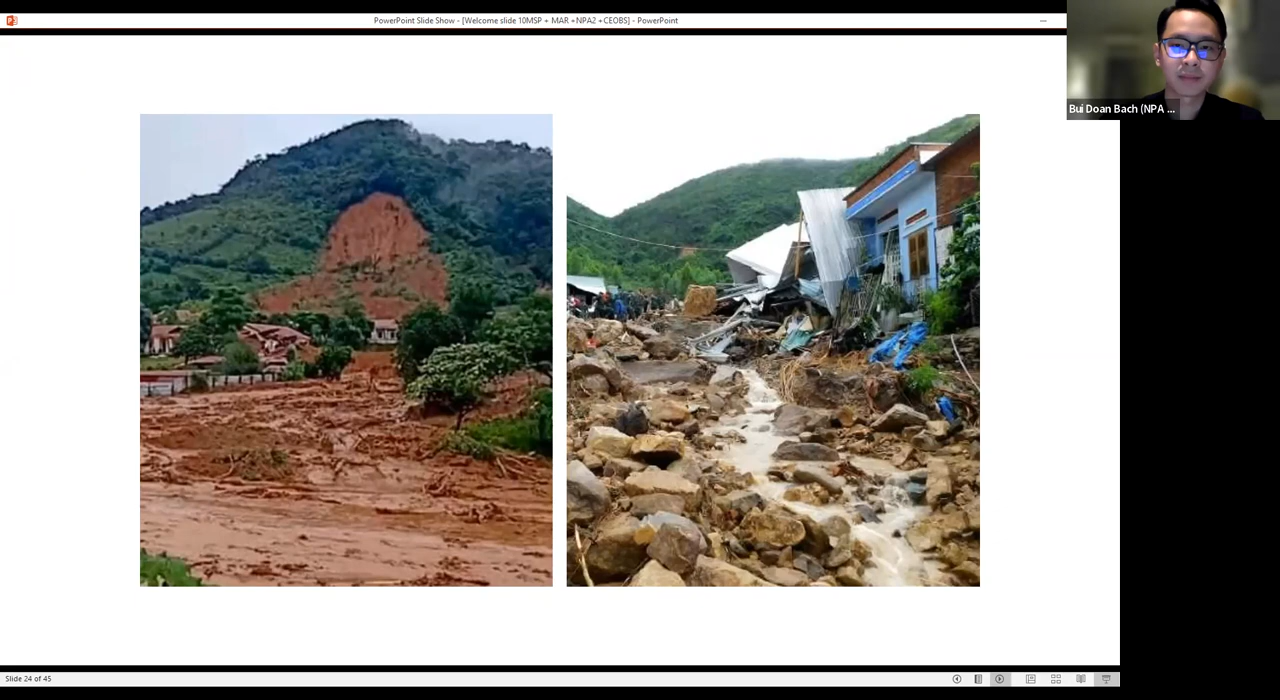 PowerPoint Slide Show - [Welcome slide 10MSP + MAR +NPA2 +CEOBS] - PowerPoint
Bui Doan Bach (NPA ...
Slide 24 of 45